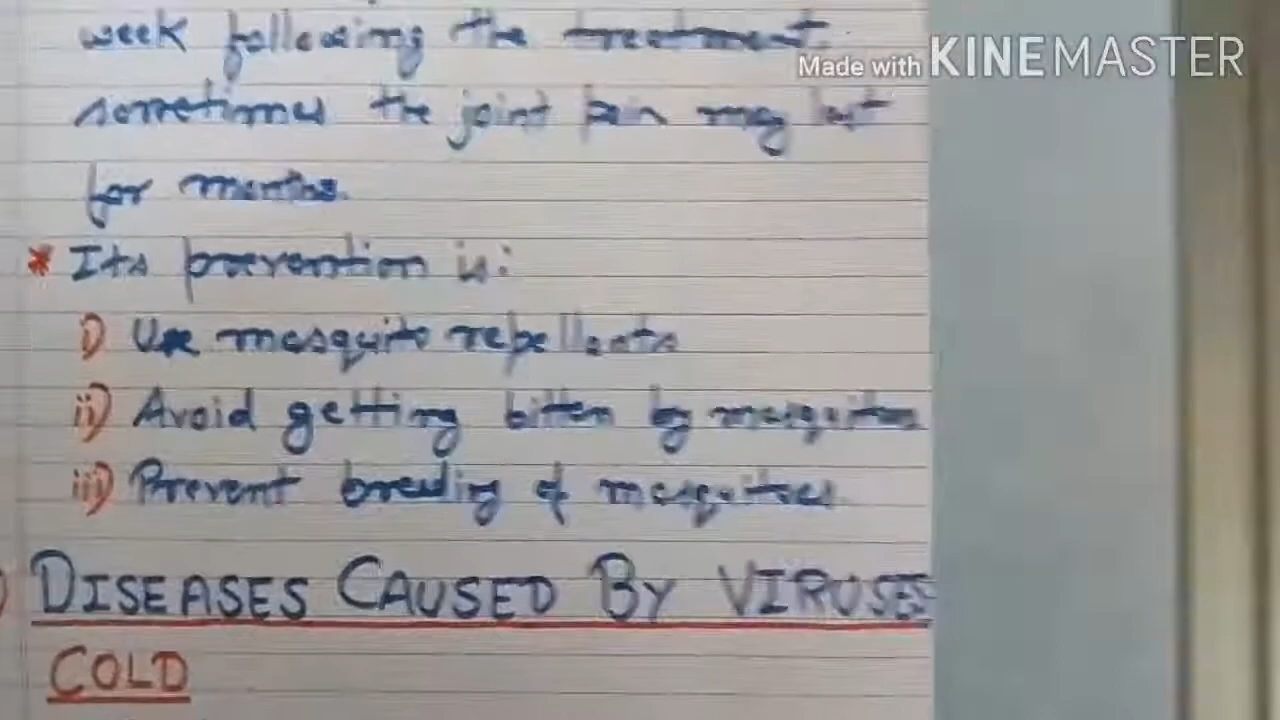 week following the treatment.
Made with KINEMASTER
sometimes the joint pain may last
for months.
* Its prevention is:
i) Use mosquito repellents
ii) Avoid getting bitten by mosquitoes
iii) Prevent breeding of mosquitoes.
DISEASES CAUSED BY VIRUSES
COLD